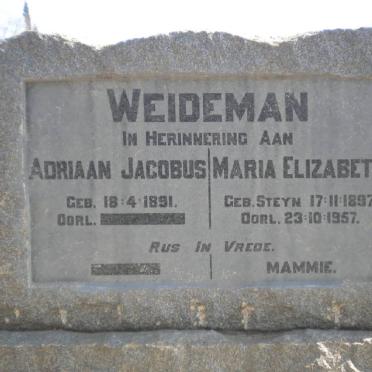 WEIDEMAN
IN HERINNERING AAN
ADRIAAN JACOBUS MARIA ELIZABET
GEB. 18·4·1891. GEB. STEYN 17·11·1897
OORL. OORL. 23·10·1957.
RUS IN VREDE.
MAMMIE.